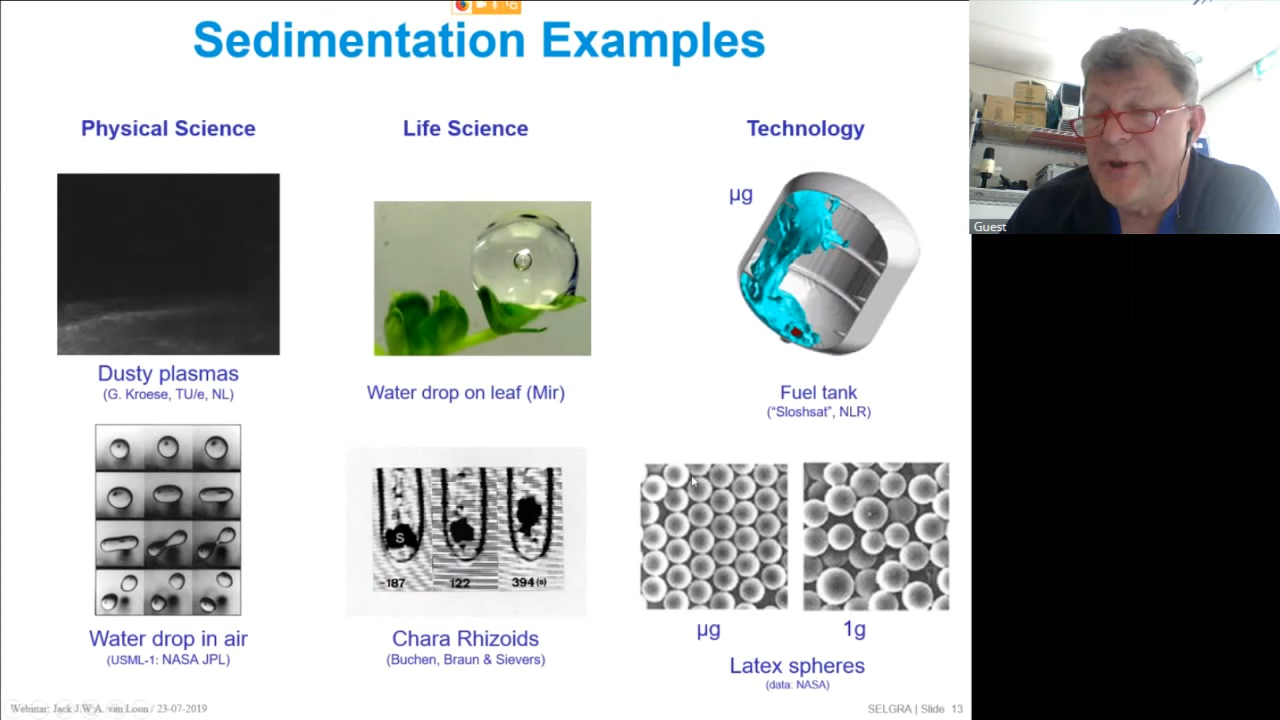 Sedimentation Examples
Physical Science
Life Science
Technology
µg
Dusty plasmas
(G. Kroese, TU/e, NL)
Water drop on leaf (Mir)
Fuel tank
("Sloshsat", NLR)
S
-187
122
394(s)
Water drop in air
(USML-1: NASA JPL)
Chara Rhizoids
(Buchen, Braun & Sievers)
µg
1g
Latex spheres
(data: NASA)
Webinar: Jack J.W.A. van Loon / 23-07-2019
SELGRA | Slide 13
Guest